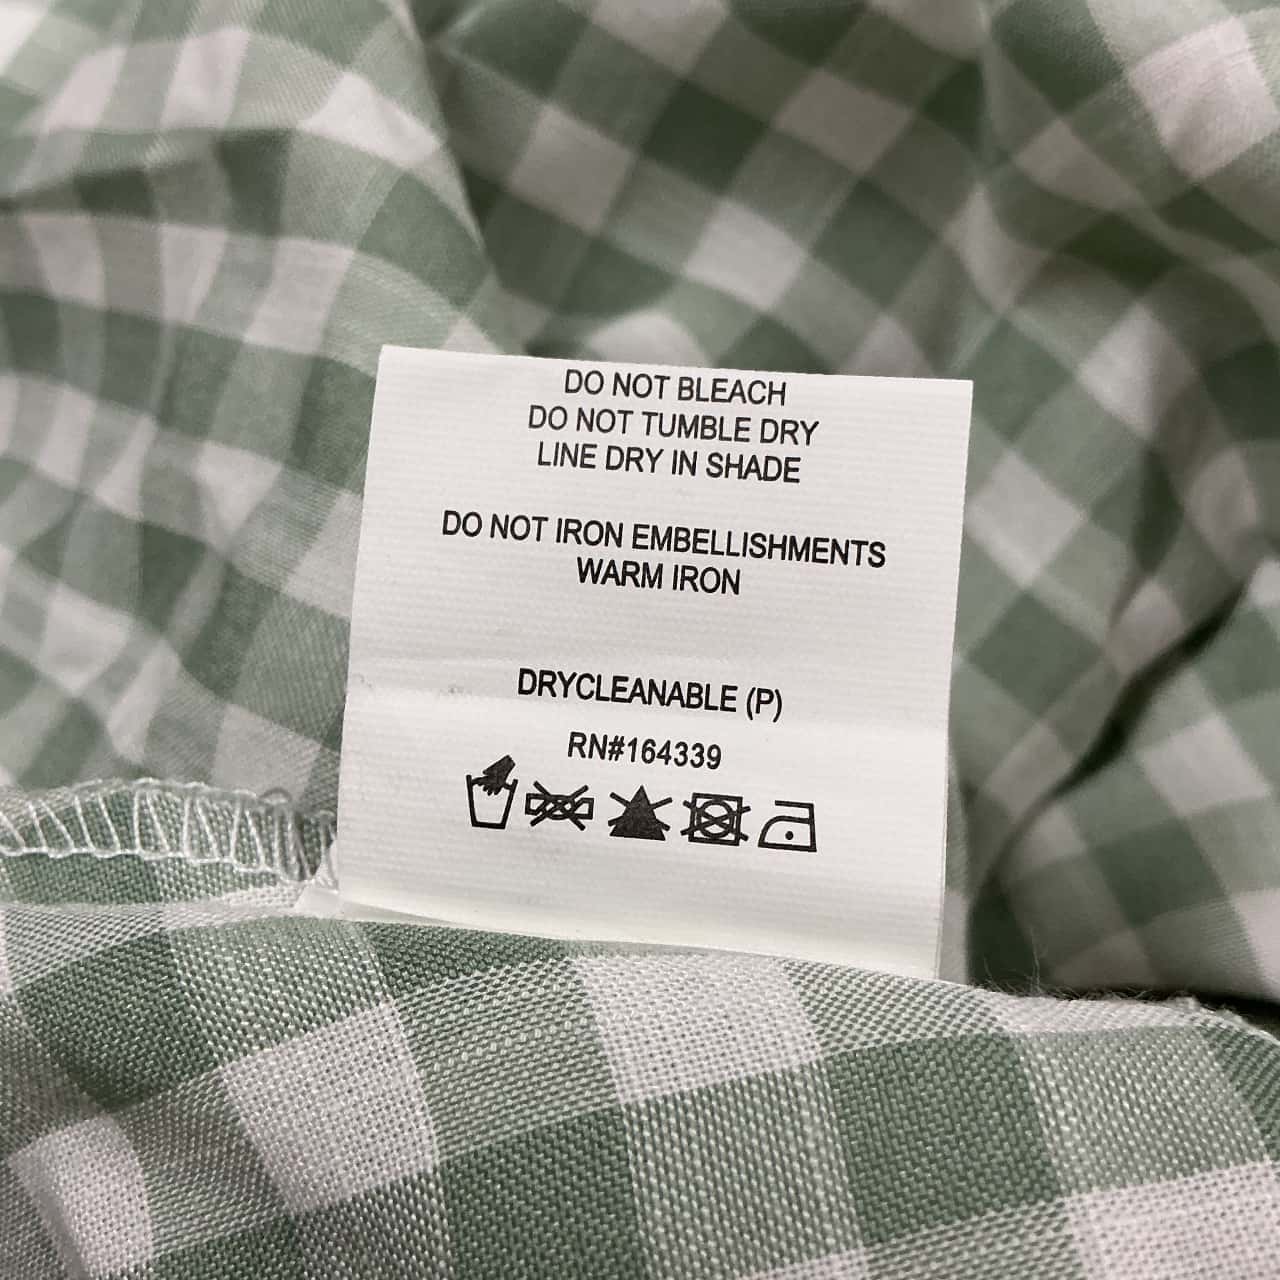 DO NOT BLEACH
DO NOT TUMBLE DRY
LINE DRY IN SHADE
DO NOT IRON EMBELLISHMENTS
WARM IRON
DRYCLEANABLE (P)
RN#164339